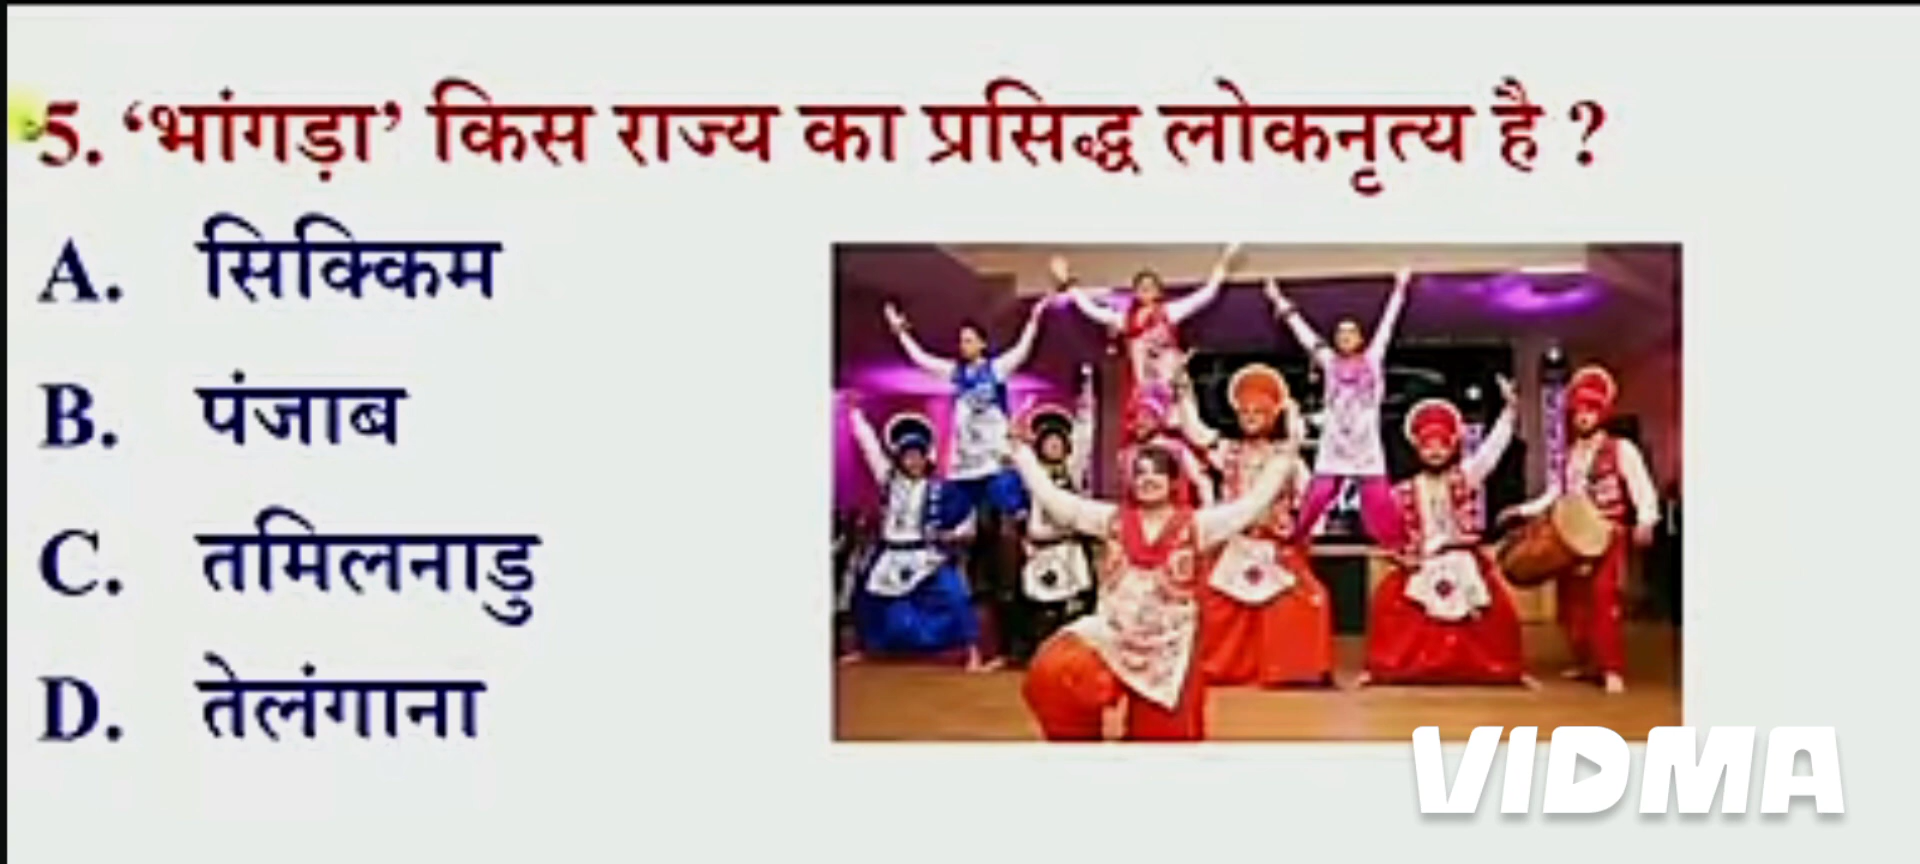 5. ‘भांगड़ा’ किस राज्य का प्रसिद्ध लोकनृत्य है ?
A. सिक्किम
B. पंजाब
C. तमिलनाडु
D. तेलंगाना
VIDMA